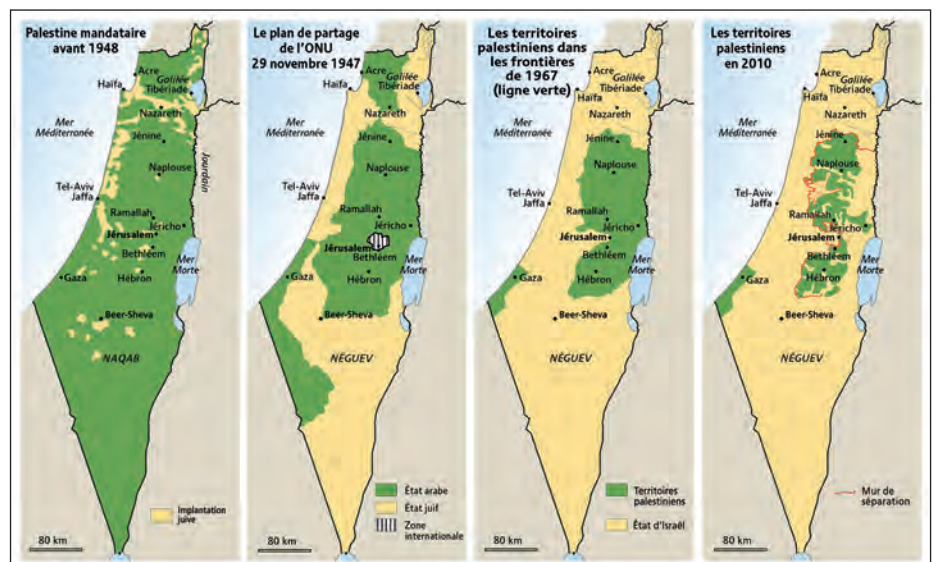 Palestine mandataire
avant 1948
Acre
Haïfa
Galilée
Tibériade
Nazareth
Mer
Méditerranée
Jénine
Jourdain
Naplouse
Tel-Aviv
Jaffa
Ramallah
Jéricho
Jérusalem
Bethléem
Mer
Morte
Gaza
Hébron
Beer-Sheva
NAQAB
Implantation
juive
80 km
Le plan de partage
de l'ONU
29 novembre 1947
Acre
Haïfa
Galilée
Tibériade
Nazareth
Mer
Méditerranée
Jénine
Naplouse
Tel-Aviv
Jaffa
Ramallah
Jéricho
Jérusalem
Bethléem
Mer
Morte
Gaza
Hébron
Beer-Sheva
NÉGUEV
État arabe
État juif
Zone
internationale
80 km
Les territoires
palestiniens dans
les frontières
de 1967
(ligne verte)
Acre
Haïfa
Galilée
Tibériade
Nazareth
Mer
Méditerranée
Jénine
Naplouse
Tel-Aviv
Jaffa
Ramallah
Jéricho
Jérusalem
Bethléem
Mer
Morte
Gaza
Hébron
Beer-Sheva
NÉGUEV
Territoires
palestiniens
État d'Israël
80 km
Les territoires
palestiniens
en 2010
Acre
Haïfa
Galilée
Tibériade
Nazareth
Mer
Méditerranée
Jénine
Naplouse
Tel-Aviv
Jaffa
Ramallah
Jéricho
Jérusalem
Bethléem
Mer
Morte
Gaza
Hébron
Beer-Sheva
NÉGUEV
Mur de
séparation
80 km